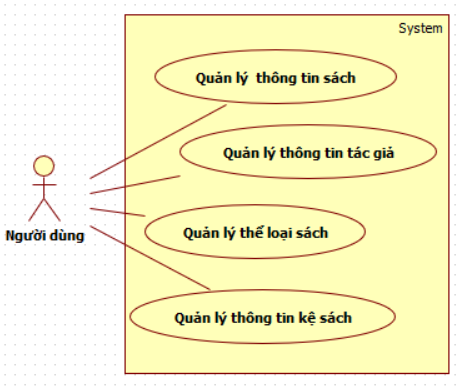 System
Quản lý thông tin sách
Quản lý thông tin tác giả
Người dùng
Quản lý thể loại sách
Quản lý thông tin kệ sách